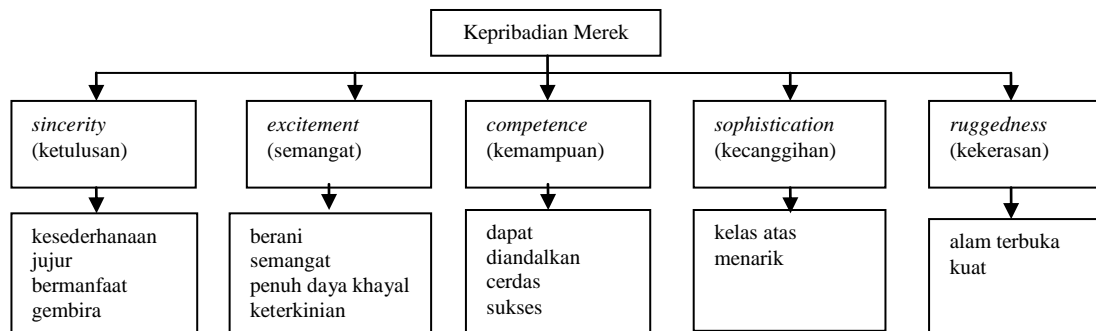 Kepribadian Merek
sincerity
(ketulusan)
excitement
(semangat)
competence
(kemampuan)
sophistication
(kecanggihan)
ruggedness
(kekerasan)
kesederhanaan
jujur
bermanfaat
gembira
berani
semangat
penuh daya khayal
keterkinian
dapat
diandalkan
cerdas
sukses
kelas atas
menarik
alam terbuka
kuat